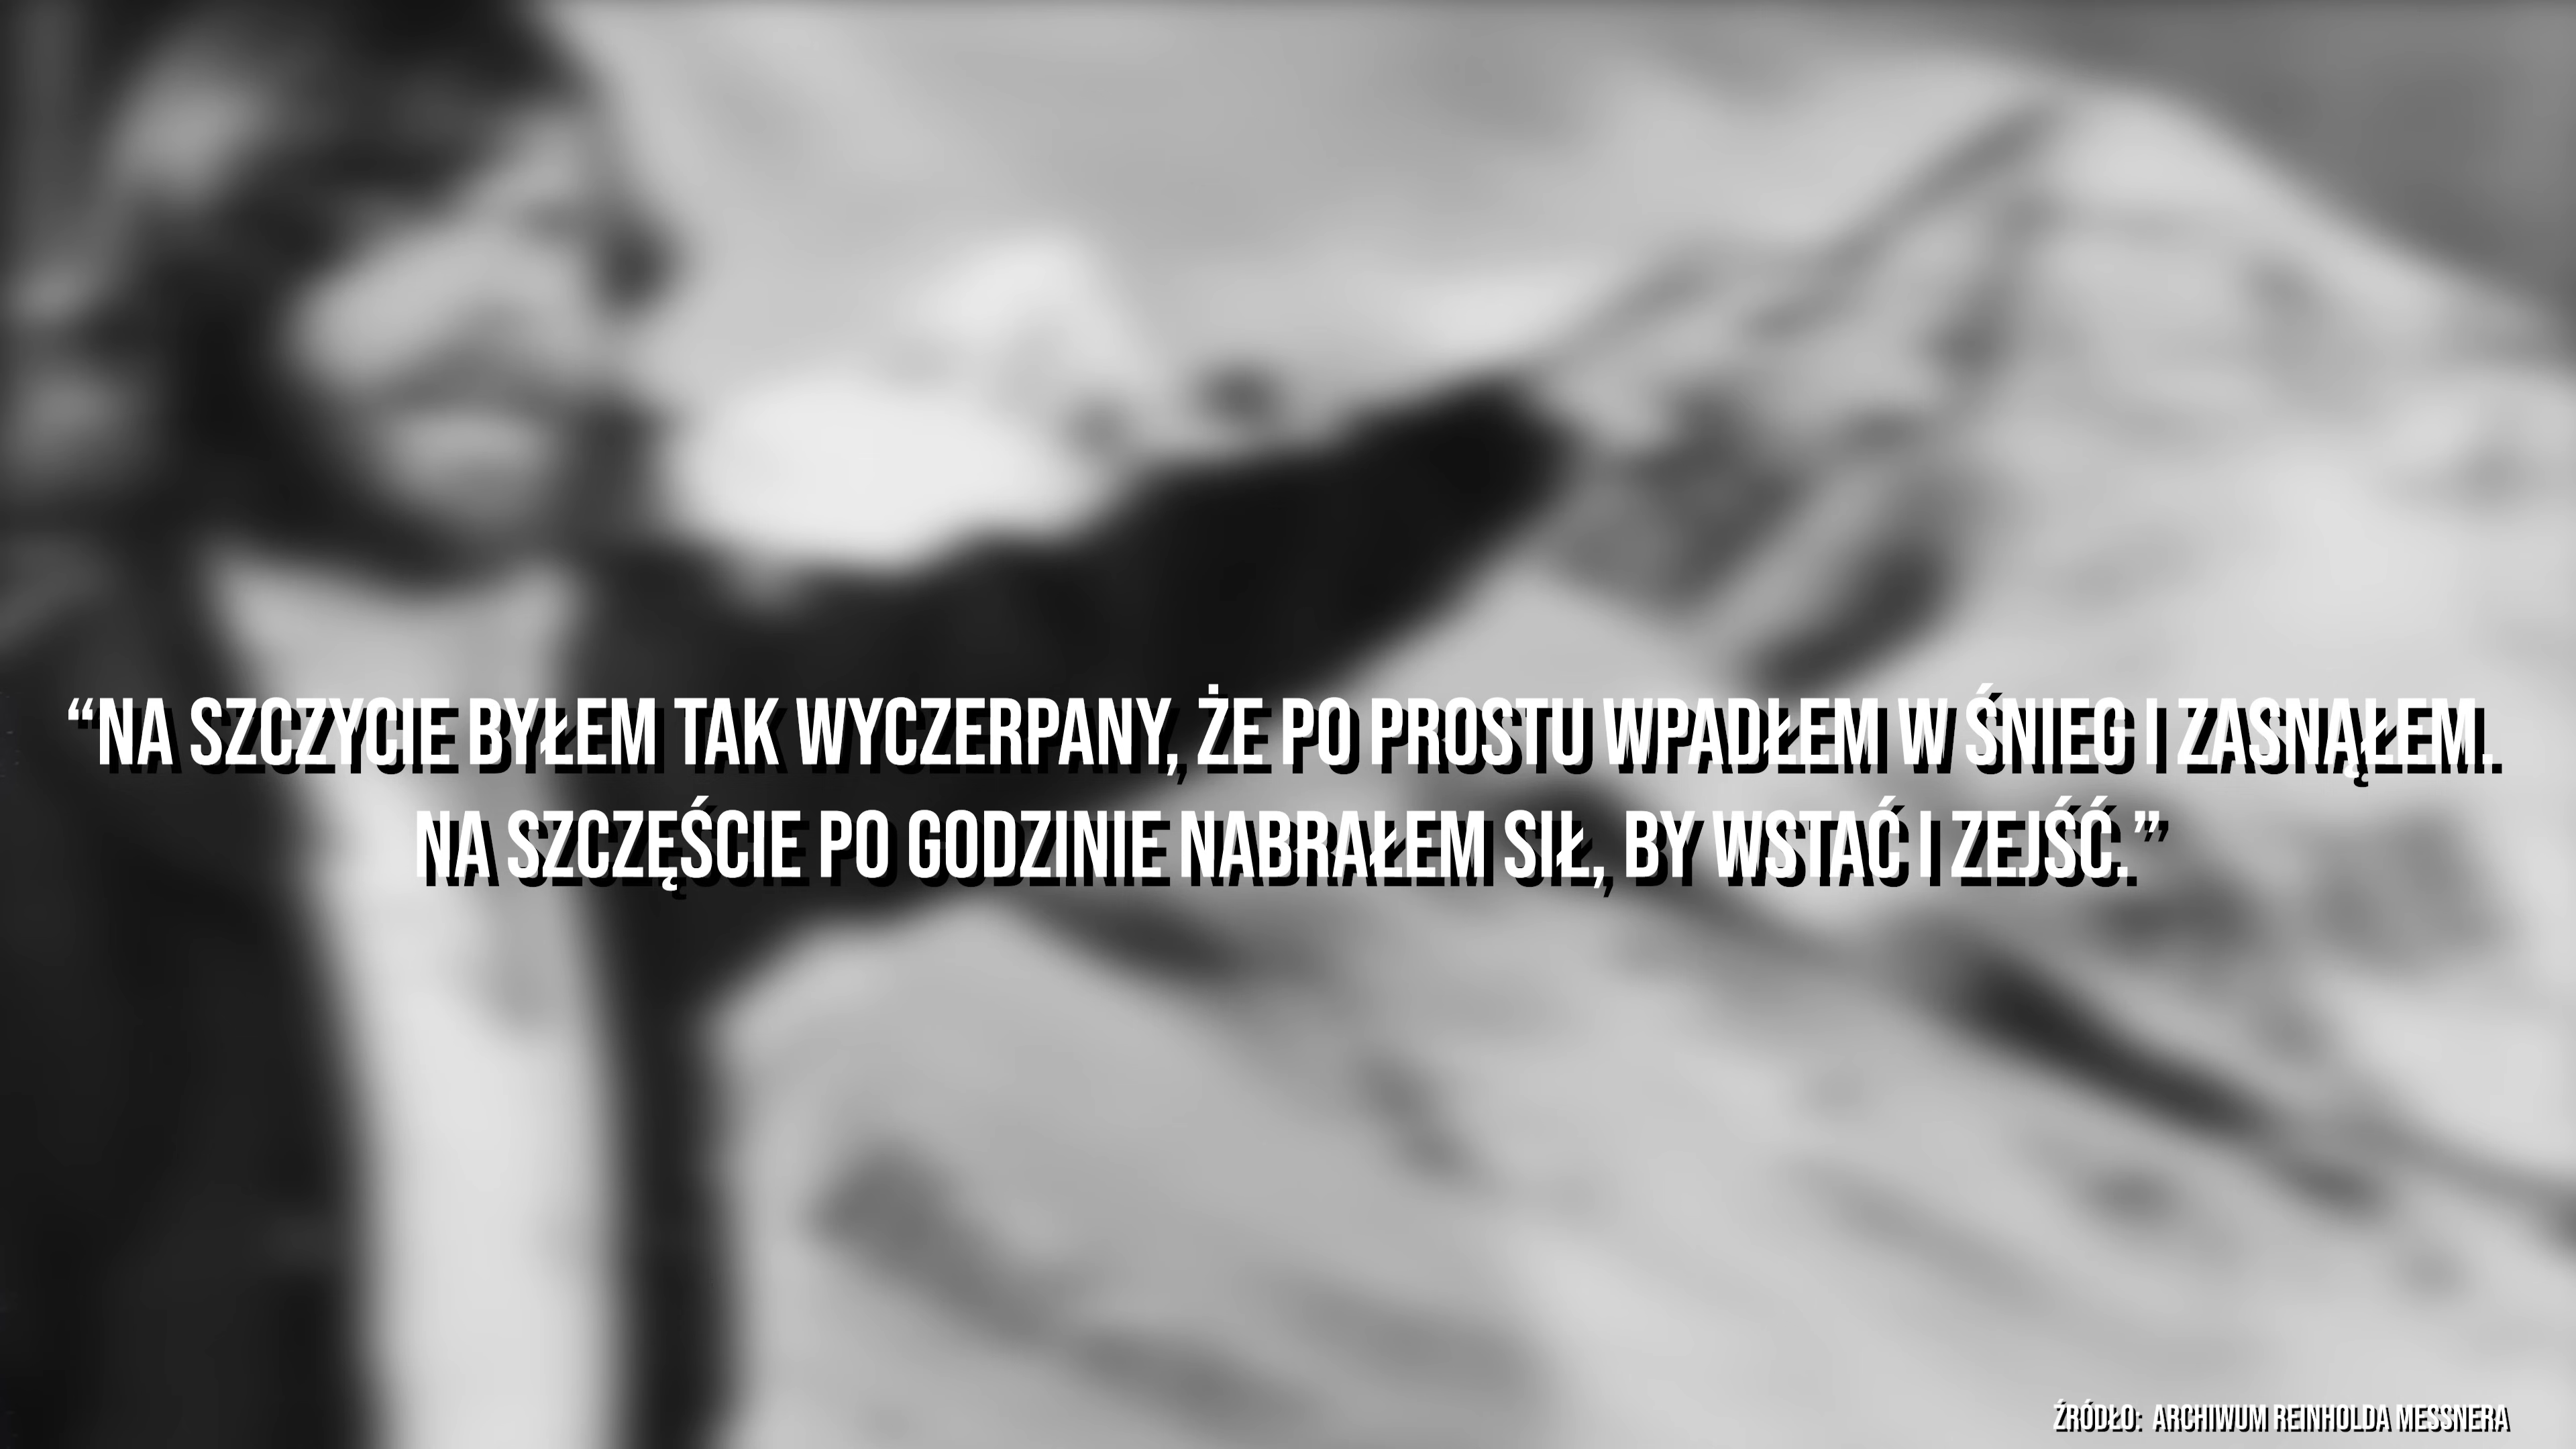 “NA SZCZYCIE BYŁEM TAK WYCZERPANY, ŻE PO PROSTU WPADŁEM W ŚNIEG I ZASNĄŁEM.
NA SZCZĘŚCIE PO GODZINIE NABRAŁEM SIŁ, BY WSTAĆ I ZEJŚĆ.”
ŹRÓDŁO: ARCHIWUM REINHOLDA MESSNERA